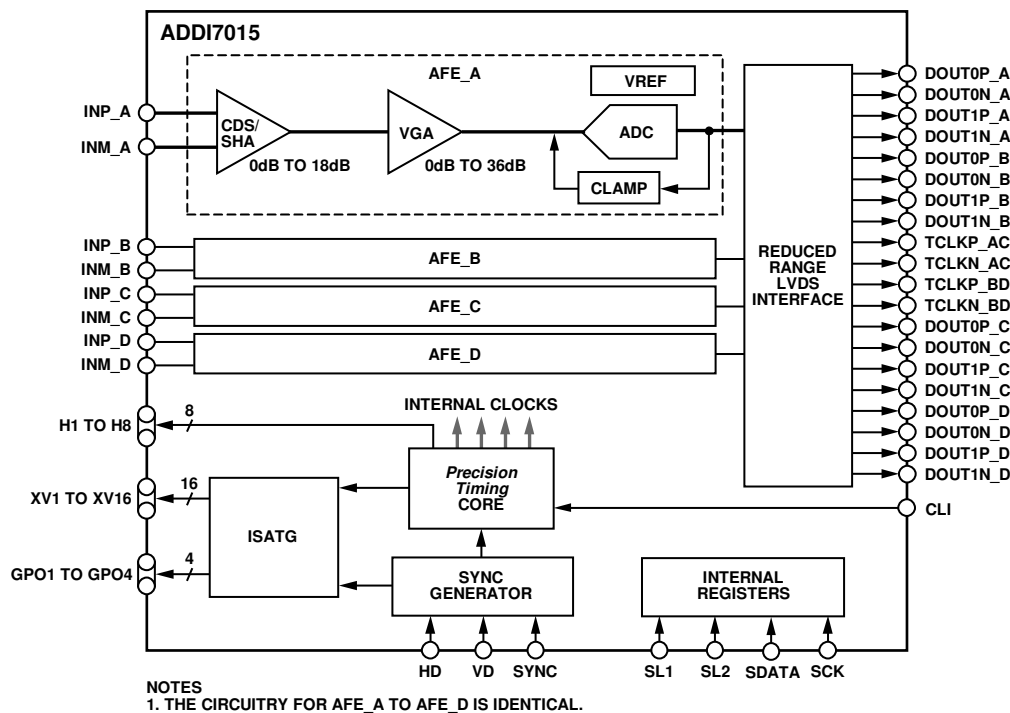 ADDI7015
AFE_A
VREF
INP_A
INM_A
CDS/
SHA
0dB TO 18dB
VGA
0dB TO 36dB
ADC
CLAMP
INP_B
INM_B
INP_C
INM_C
INP_D
INM_D
AFE_B
AFE_C
AFE_D
REDUCED
RANGE
LVDS
INTERFACE
DOUT0P_A
DOUT0N_A
DOUT1P_A
DOUT1N_A
DOUT0P_B
DOUT0N_B
DOUT1P_B
DOUT1N_B
TCLKP_AC
TCLKN_AC
TCLKP_BD
TCLKN_BD
DOUT0P_C
DOUT0N_C
DOUT1P_C
DOUT1N_C
DOUT0P_D
DOUT0N_D
DOUT1P_D
DOUT1N_D
CLI
H1 TO H8
8
INTERNAL CLOCKS
Precision
Timing
CORE
XV1 TO XV16
16
ISATG
GPO1 TO GPO4
4
SYNC
GENERATOR
INTERNAL
REGISTERS
HD
VD
SYNC
SL1
SL2
SDATA
SCK
NOTES
1. THE CIRCUITRY FOR AFE_A TO AFE_D IS IDENTICAL.